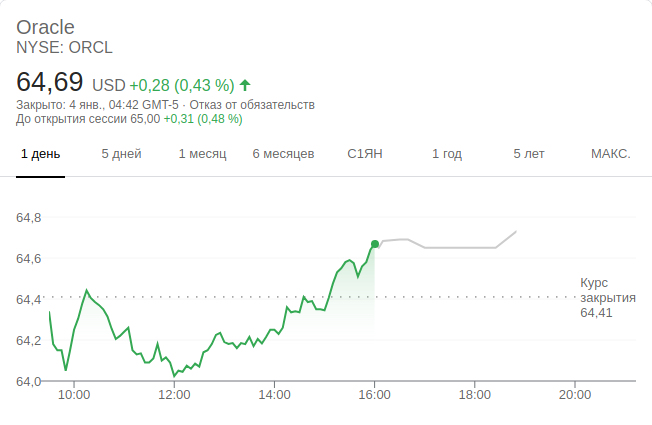 Oracle
NYSE: ORCL
64,69 USD +0,28 (0,43 %)
Закрыто: 4 янв., 04:42 GMT-5 · Отказ от обязательств
До открытия сессии 65,00 +0,31 (0,48 %)
1 день 5 дней 1 месяц 6 месяцев С1ЯН 1 год 5 лет МАКС.
64,8
64,6
64,4
64,2
64,0
Курс
закрытия
64,41
10:00 12:00 14:00 16:00 18:00 20:00